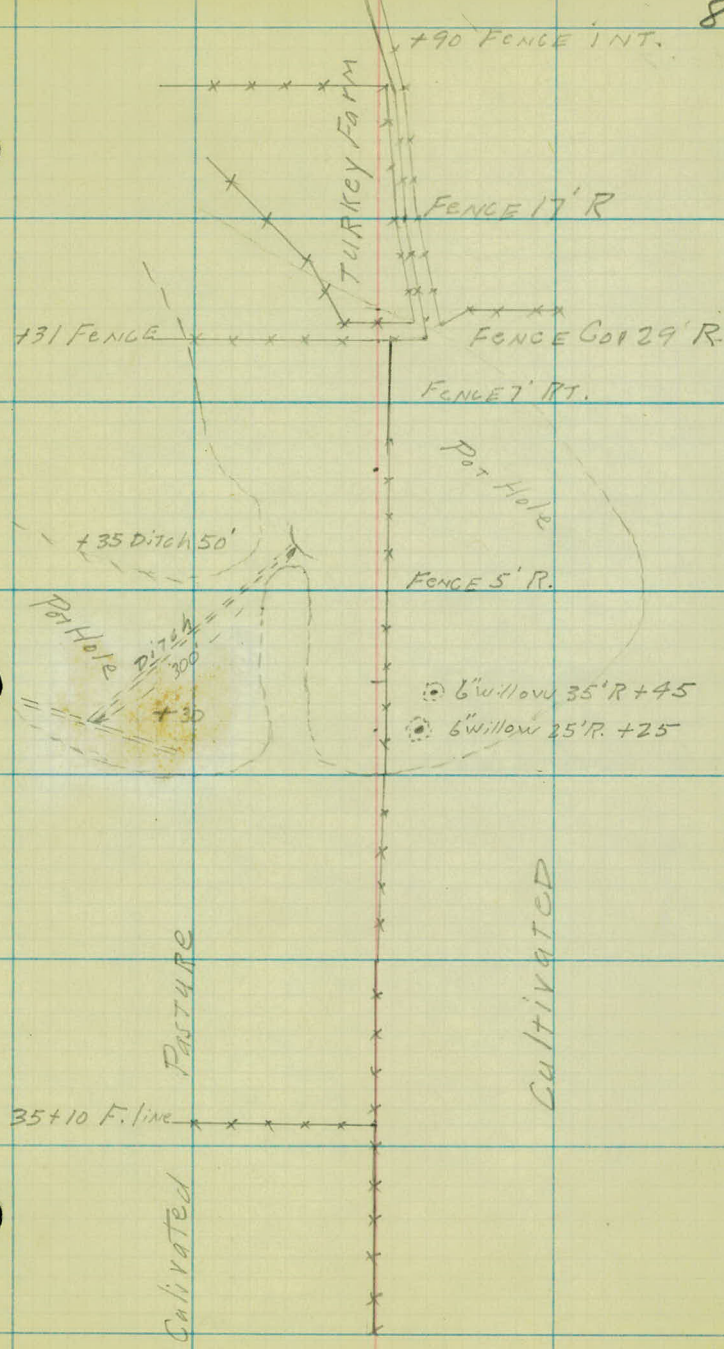 8
+90 FENCE INT.
TURKEY FARM
FENCE 17' R
+31 FENCE
FENCE COR 29' R.
FENCE 7' RT.
Pot Hole
+35 Ditch 50'
FENCE 5' R.
Pot Hole
Ditch
300'
+30
6" willow 35' R +45
6" willow 25' R. +25
Pasture
Cultivated
35+10 F. line
Cultivated